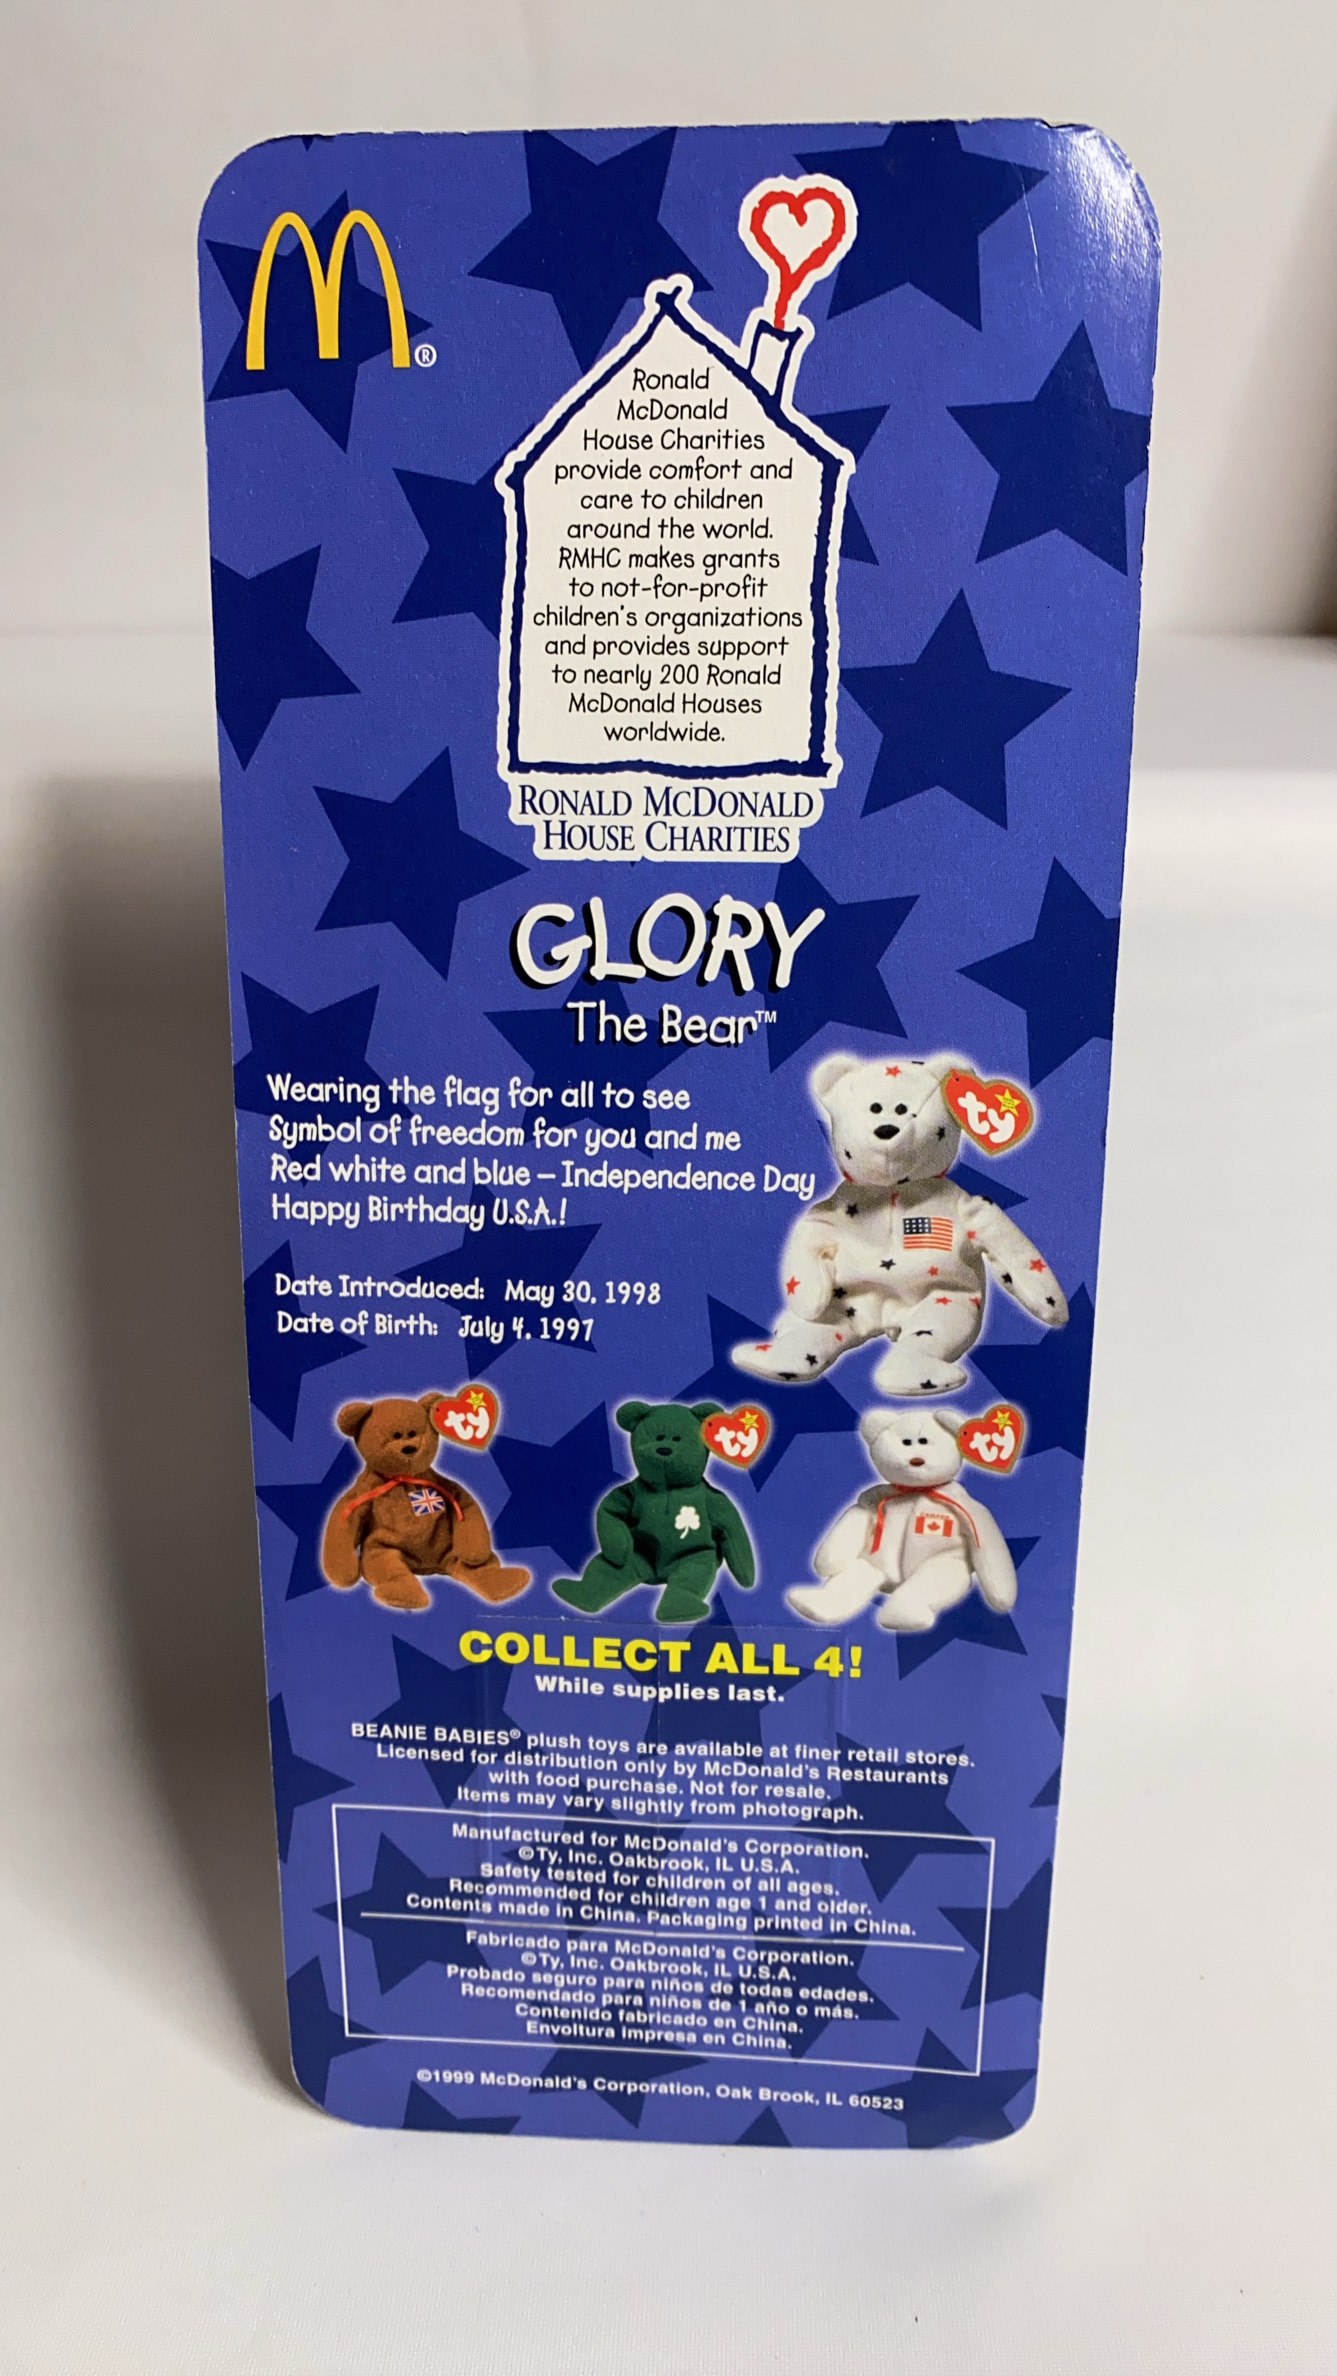 M®
Ronald
McDonald
House Charities
provide comfort and
care to children
around the world.
RMHC makes grants
to not-for-profit
children's organizations
and provides support
to nearly 200 Ronald
McDonald Houses
worldwide.
RONALD MCDONALD
HOUSE CHARITIES
GLORY
The Bear™
Wearing the flag for all to see
Symbol of freedom for you and me
Red white and blue – Independence Day
Happy Birthday U.S.A.!
Date Introduced: May 30, 1998
Date of Birth: July 4, 1997
ty
ty
ty
CANADA
ty
COLLECT ALL 4!
While supplies last.
BEANIE BABIES® plush toys are available at finer retail stores.
Licensed for distribution only by McDonald's Restaurants
with food purchase. Not for resale.
Items may vary slightly from photograph.
Manufactured for McDonald's Corporation.
©Ty, Inc. Oakbrook, IL U.S.A.
Safety tested for children of all ages.
Recommended for children age 1 and older.
Contents made in China. Packaging printed in China.
Fabricado para McDonald's Corporation.
©Ty, Inc. Oakbrook, IL U.S.A.
Probado seguro para niños de todas edades.
Recomendado para niños de 1 año o más.
Contenido fabricado en China.
Envoltura impresa en China.
©1999 McDonald's Corporation, Oak Brook, IL 60523